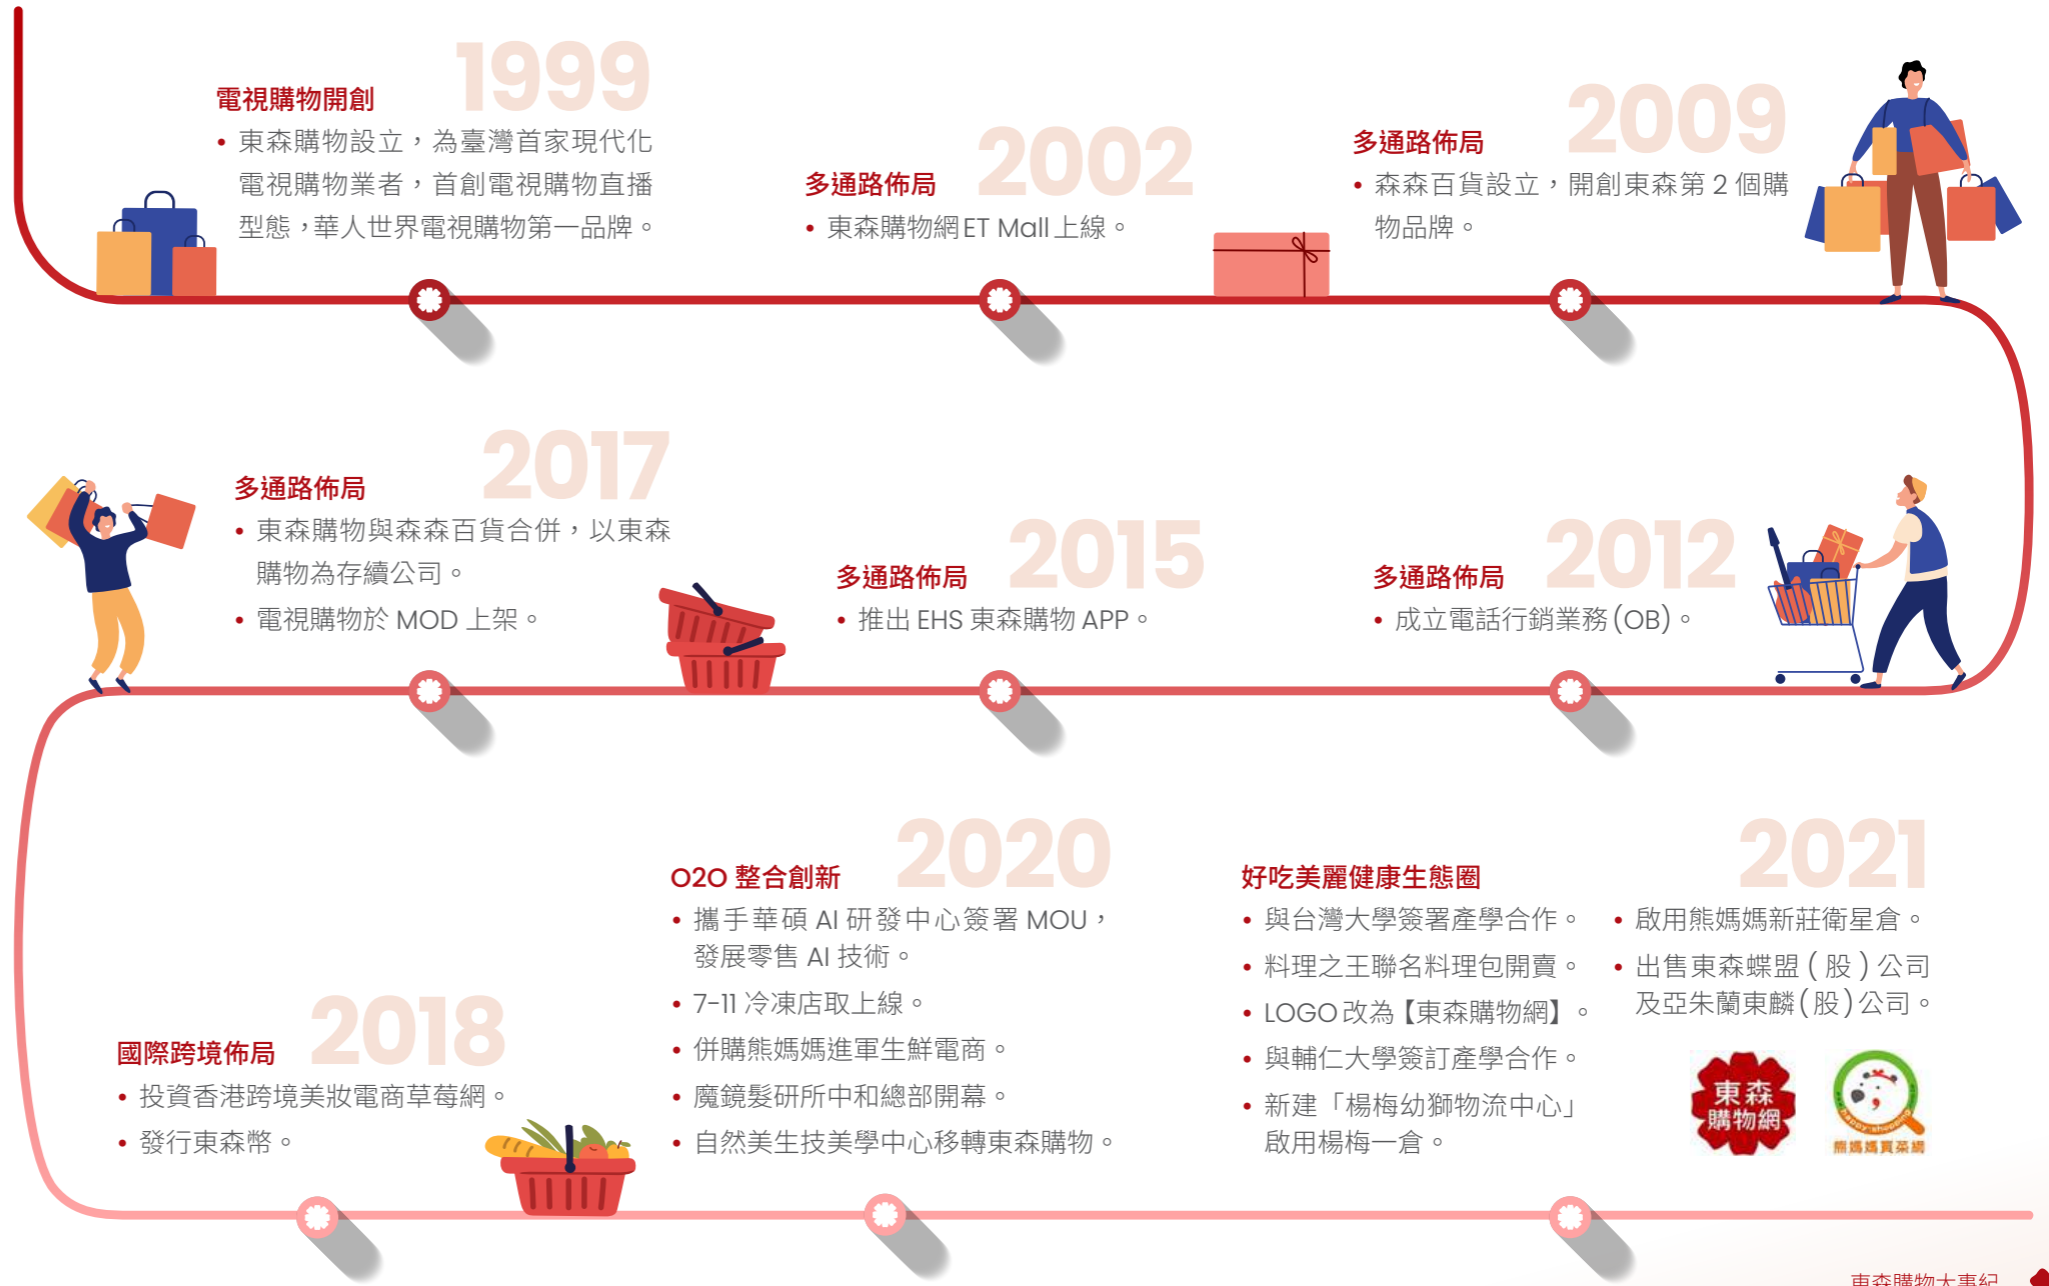 1999
電視購物開創
• 東森購物設立，為臺灣首家現代化
電視購物業者，首創電視購物直播
型態，華人世界電視購物第一品牌。
2002
多通路佈局
• 東森購物網 ET Mall 上線。
2009
多通路佈局
• 森森百貨設立，開創東森第 2 個購
物品牌。
2012
多通路佈局
• 成立電話行銷業務(OB)。
2015
多通路佈局
• 推出 EHS 東森購物 APP。
2017
多通路佈局
• 東森購物與森森百貨合併，以東森
購物為存續公司。
• 電視購物於 MOD 上架。
2018
國際跨境佈局
• 投資香港跨境美妝電商草莓網。
• 發行東森幣。
2020
O2O 整合創新
• 攜手華碩 AI 研發中心簽署 MOU，
發展零售 AI 技術。
• 7-11 冷凍店取上線。
• 併購熊媽媽進軍生鮮電商。
• 魔鏡髮研所中和總部開幕。
• 自然美生技美學中心移轉東森購物。
2021
好吃美麗健康生態圈
• 與台灣大學簽署產學合作。
• 料理之王聯名料理包開賣。
• LOGO 改為【東森購物網】。
• 與輔仁大學簽訂產學合作。
• 新建「楊梅幼獅物流中心」
啟用楊梅一倉。
• 啟用熊媽媽新莊衛星倉。
• 出售東森蝶盟(股)公司
及亞朱蘭東麟(股)公司。
東森
購物網
happy shopping
熊媽媽買菜網
東森購物大事紀